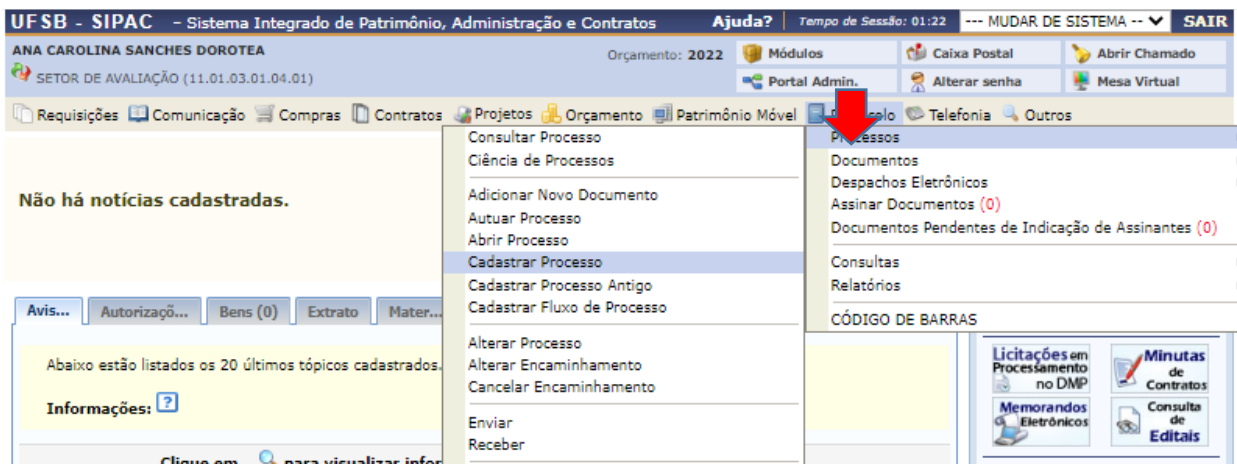 UFSB - SIPAC - Sistema Integrado de Patrimônio, Administração e Contratos Ajuda? Tempo de Sessão: 01:22 --- MUDAR DE SISTEMA -- SAIR
ANA CAROLINA SANCHES DOROTEA Orçamento: 2022 Módulos Caixa Postal Abrir Chamado
SETOR DE AVALIAÇÃO (11.01.03.01.04.01) Portal Admin. Alterar senha Mesa Virtual
Requisições Comunicação Compras Contratos Projetos Orçamento Patrimônio Móvel Telefonia Outros
Consultar Processo
Ciência de Processos
Adicionar Novo Documento
Autuar Processo
Abrir Processo
Cadastrar Processo
Cadastrar Processo Antigo
Cadastrar Fluxo de Processo
Alterar Processo
Alterar Encaminhamento
Cancelar Encaminhamento
Enviar
Receber
Processos
Documentos
Despachos Eletrônicos
Assinar Documentos (0)
Documentos Pendentes de Indicação de Assinantes (0)
Consultas
Relatórios
CÓDIGO DE BARRAS
Não há notícias cadastradas.
Avis... Autorizaçõ... Bens (0) Extrato Mater...
Abaixo estão listados os 20 últimos tópicos cadastrados.
Informações: ?
Clique em para visualizar infor
Licitações em
Processamento
no DMP
Minutas
de
Contratos
Memorandos
Eletrônicos
Consulta
de
Editais